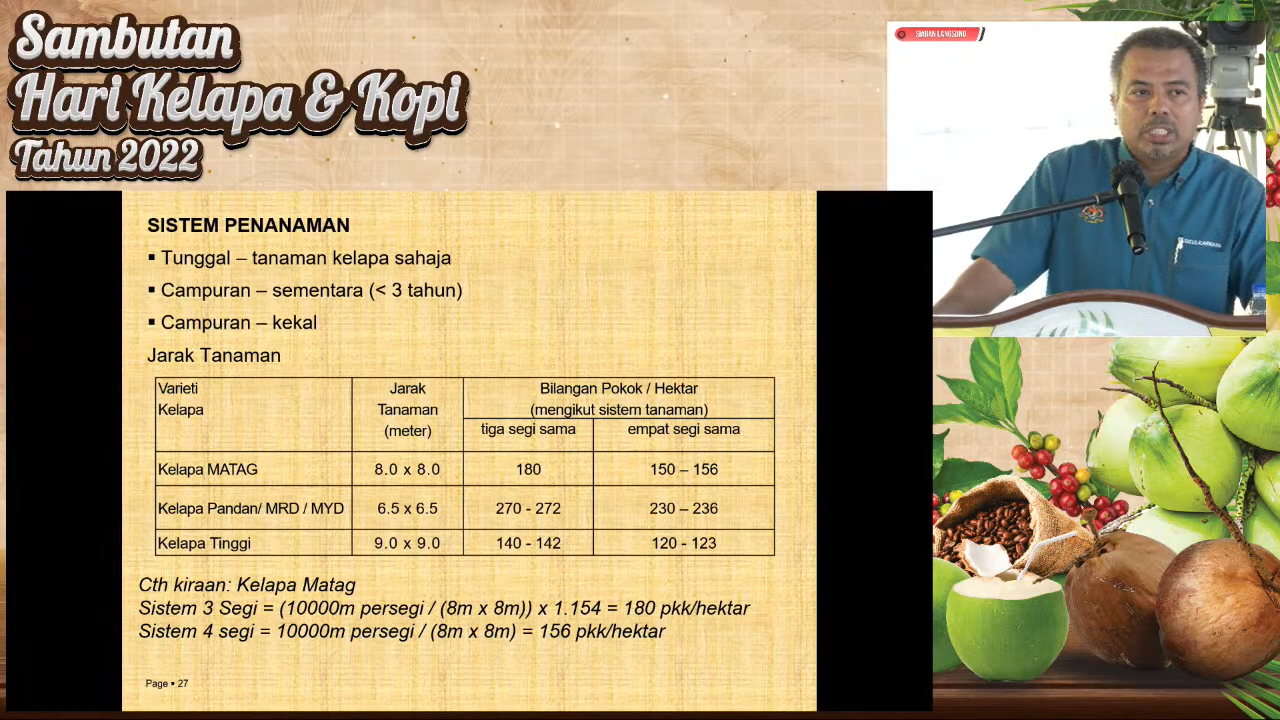 Sambutan
Hari Kelapa & Kopi
Tahun 2022
SIARAN LANGSUNG
SISTEM PENANAMAN
▪ Tunggal – tanaman kelapa sahaja
▪ Campuran – sementara (< 3 tahun)
▪ Campuran – kekal
Jarak Tanaman
Varieti Kelapa
Jarak Tanaman (meter)
Bilangan Pokok / Hektar
(mengikut sistem tanaman)
tiga segi sama empat segi sama
Kelapa MATAG 8.0 x 8.0 180 150 – 156
Kelapa Pandan/ MRD / MYD 6.5 x 6.5 270 - 272 230 – 236
Kelapa Tinggi 9.0 x 9.0 140 - 142 120 - 123
Cth kiraan: Kelapa Matag
Sistem 3 Segi = (10000m persegi / (8m x 8m)) x 1.154 = 180 pkk/hektar
Sistem 4 segi = 10000m persegi / (8m x 8m) = 156 pkk/hektar
Page ▪ 27